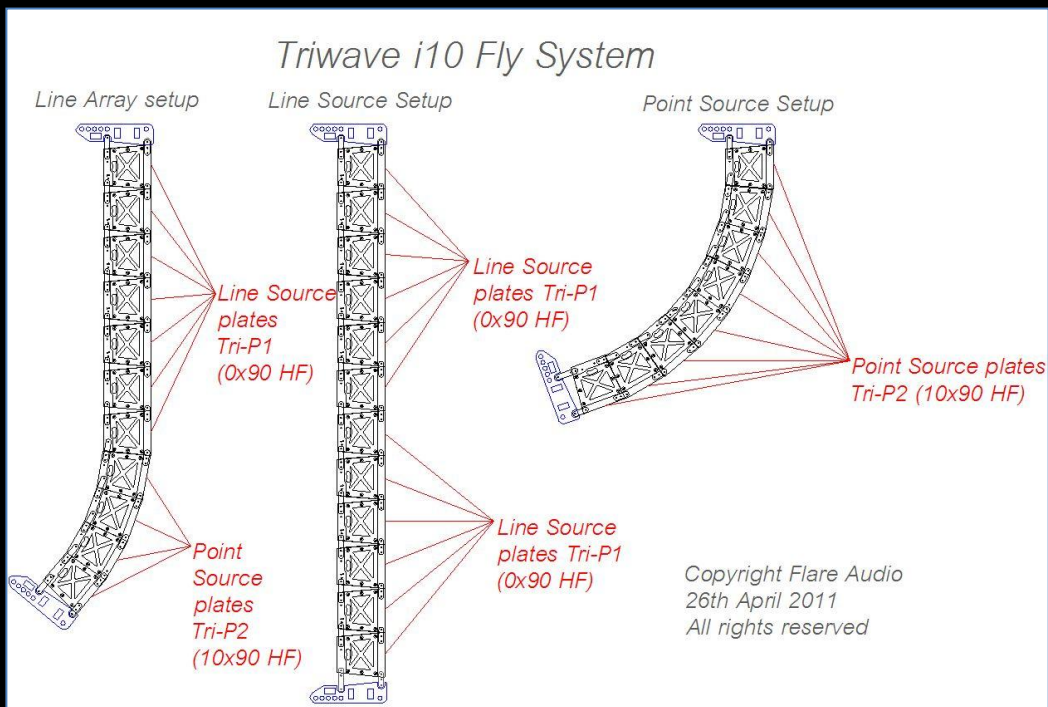 Triwave i10 Fly System
Line Array setup
Line Source Setup
Point Source Setup
Line Source
plates
Tri-P1
(0x90 HF)
Line Source
plates Tri-P1
(0x90 HF)
Point Source plates
Tri-P2 (10x90 HF)
Point
Source
plates
Tri-P2
(10x90 HF)
Line Source
plates Tri-P1
(0x90 HF)
Copyright Flare Audio
26th April 2011
All rights reserved